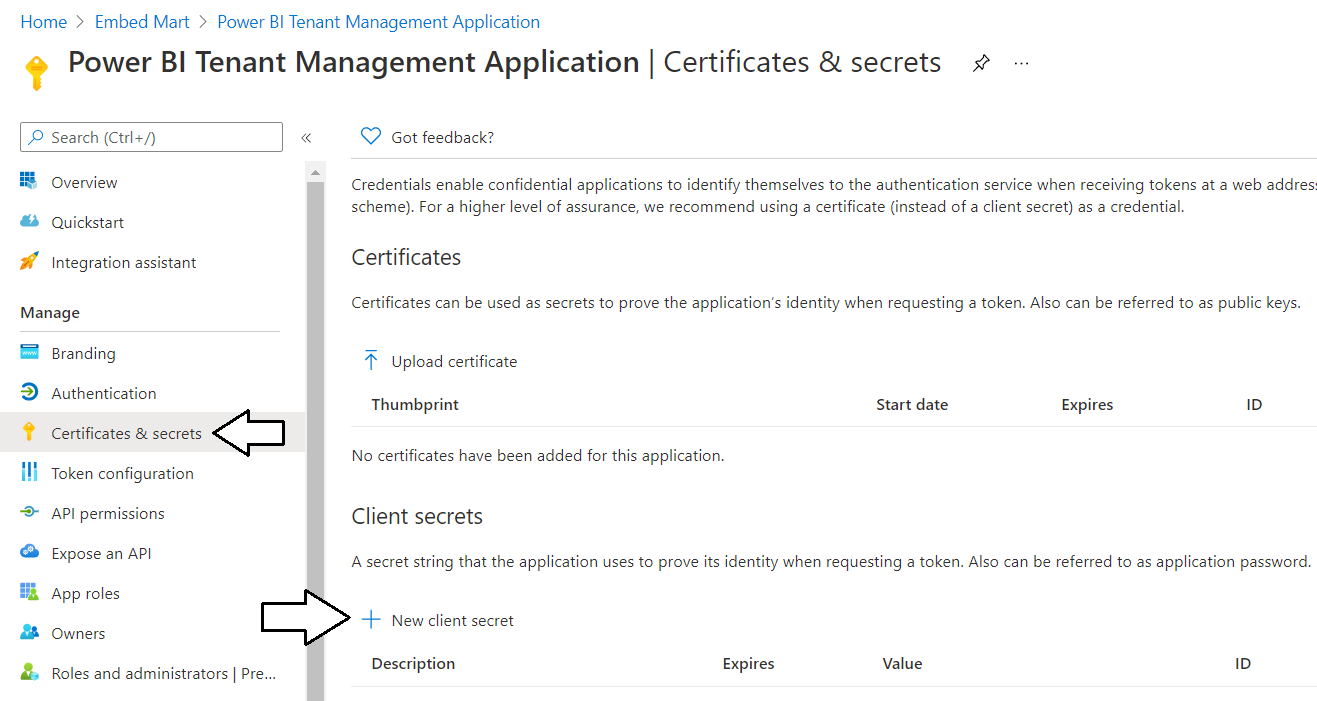 Home > Embed Mart > Power BI Tenant Management Application
Power BI Tenant Management Application | Certificates & secrets
Search (Ctrl+/)
Overview
Quickstart
Integration assistant
Manage
Branding
Authentication
Certificates & secrets
Token configuration
API permissions
Expose an API
App roles
Owners
Roles and administrators | Pre...
Got feedback?
Credentials enable confidential applications to identify themselves to the authentication service when receiving tokens at a web addres
scheme). For a higher level of assurance, we recommend using a certificate (instead of a client secret) as a credential.
Certificates
Certificates can be used as secrets to prove the application's identity when requesting a token. Also can be referred to as public keys.
Upload certificate
Thumbprint Start date Expires ID
No certificates have been added for this application.
Client secrets
A secret string that the application uses to prove its identity when requesting a token. Also can be referred to as application password.
New client secret
Description Expires Value ID